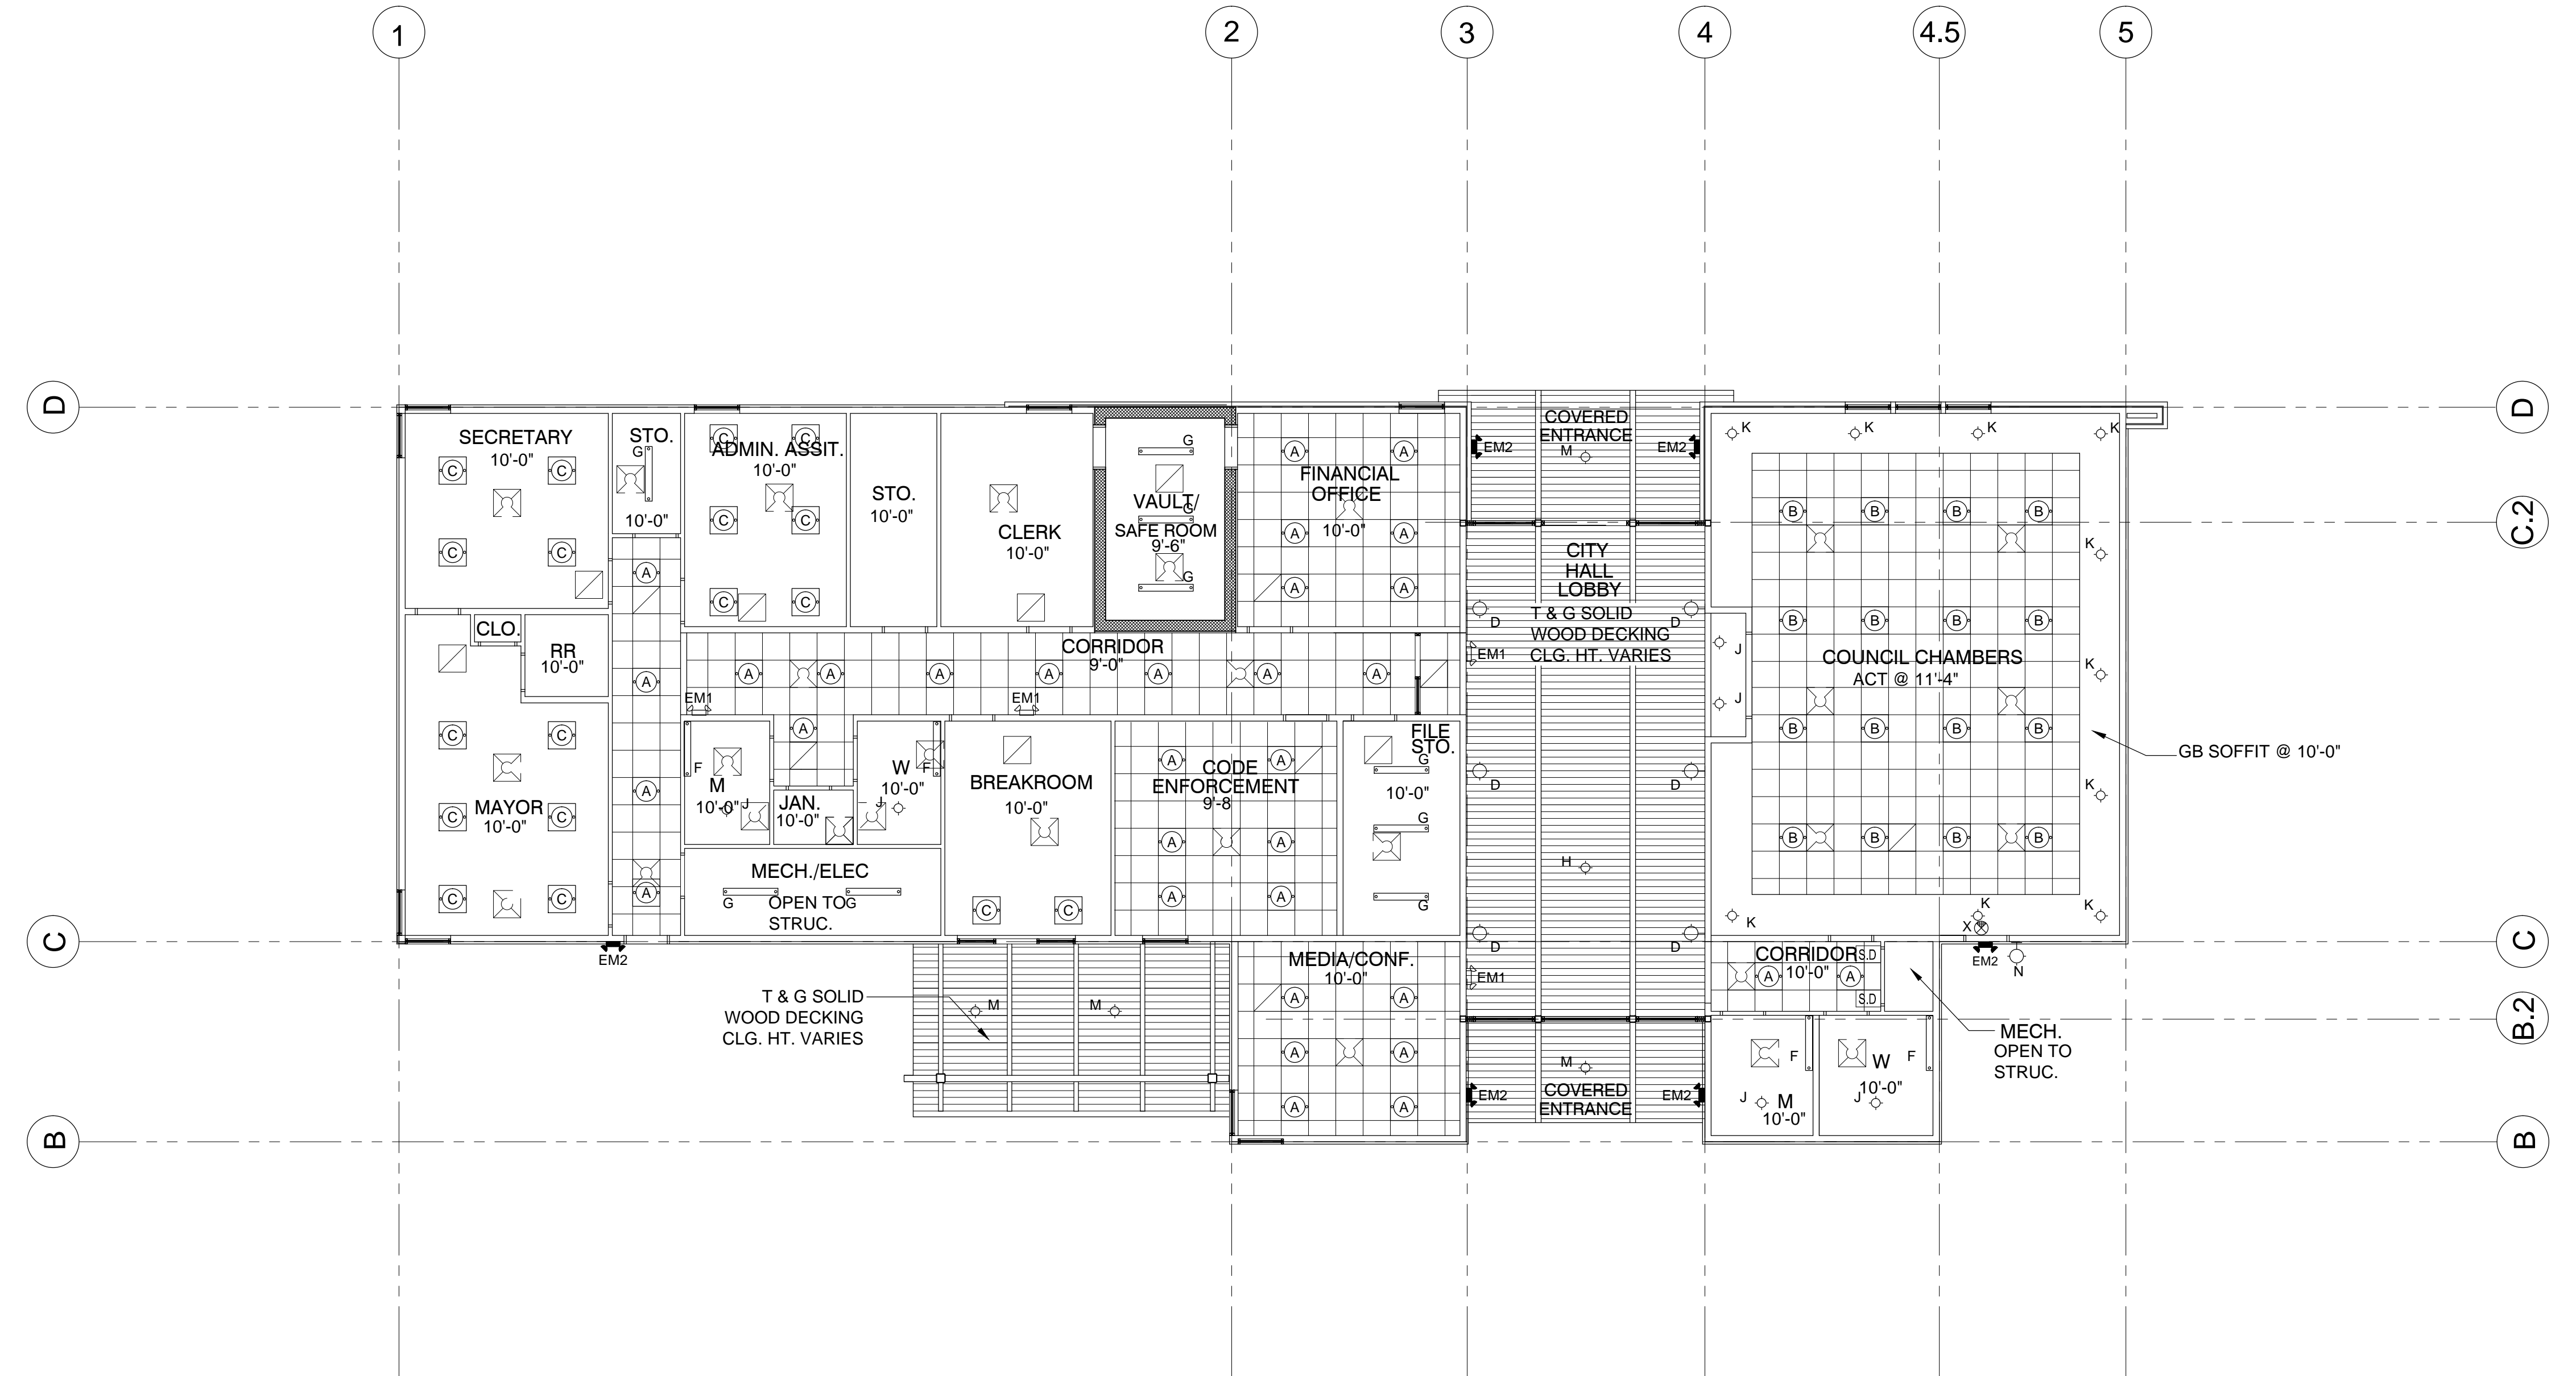 1
2
3
4
4.5
5
D
D
C.2
C
C
B.2
B
B
SECRETARY
10'-0"
C
C
C
C
STO.
G
10'-0"
C
C
ADMIN. ASSIT.
10'-0"
C
C
C
C
STO.
10'-0"
CLERK
10'-0"
G
VAULT/
G
SAFE ROOM
9'-6"
G
A
A
FINANCIAL
OFFICE
10'-0"
A
A
A
A
COVERED
ENTRANCE
EM2
EM2
M
CITY
HALL
LOBBY
T & G SOLID
WOOD DECKING
CLG. HT. VARIES
D
D
EM1
D
D
H
D
D
EM1
K
K
K
K
B
B
B
B
K
B
B
B
B
J
J
COUNCIL CHAMBERS
ACT @ 11'-4"
K
B
B
B
B
GB SOFFIT @ 10'-0"
K
B
B
B
B
K
K
K
X
EM2
N
CLO.
RR
10'-0"
A
A
A
A
CORRIDOR
9'-0"
A
A
A
A
A
A
A
EM1
EM1
A
C
C
MAYOR
10'-0"
C
C
C
C
F
M
10'-0"
J
JAN.
10'-0"
W
F
10'-0"
J
BREAKROOM
10'-0"
C
C
A
A
CODE
ENFORCEMENT
9'-8
A
A
A
A
FILE
STO.
G
10'-0"
G
G
MECH./ELEC
G
OPEN TO
G
STRUC.
EM2
T & G SOLID
WOOD DECKING
CLG. HT. VARIES
M
M
MEDIA/CONF.
10'-0"
A
A
A
A
A
A
M
EM2
EM2
COVERED
ENTRANCE
CORRIDOR
10'-0"
S.D
A
A
S.D
MECH.
OPEN TO
STRUC.
F
J
M
10'-0"
F
W
10'-0"
J